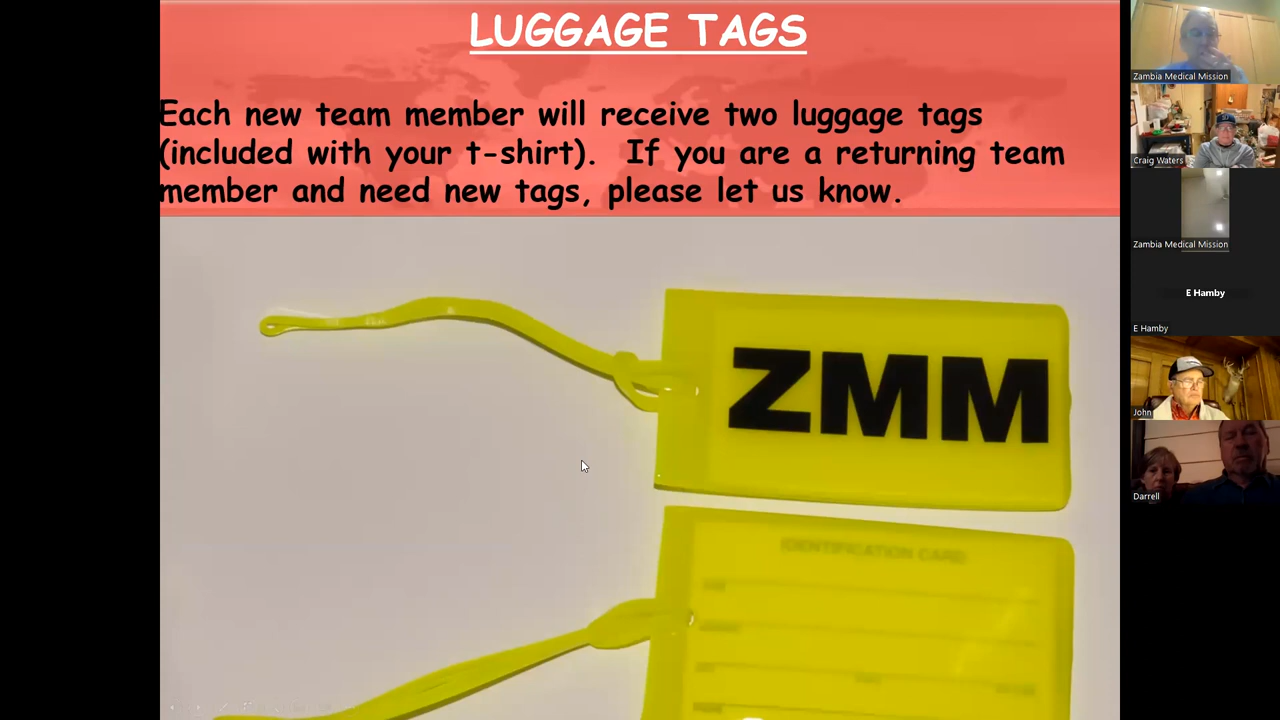 LUGGAGE TAGS
Each new team member will receive two luggage tags
(included with your t-shirt).  If you are a returning team
member and need new tags, please let us know.
ZMM
IDENTIFICATION CARD
Zambia Medical Mission
Craig Waters
Zambia Medical Mission
E Hamby
E Hamby
John
Darrell